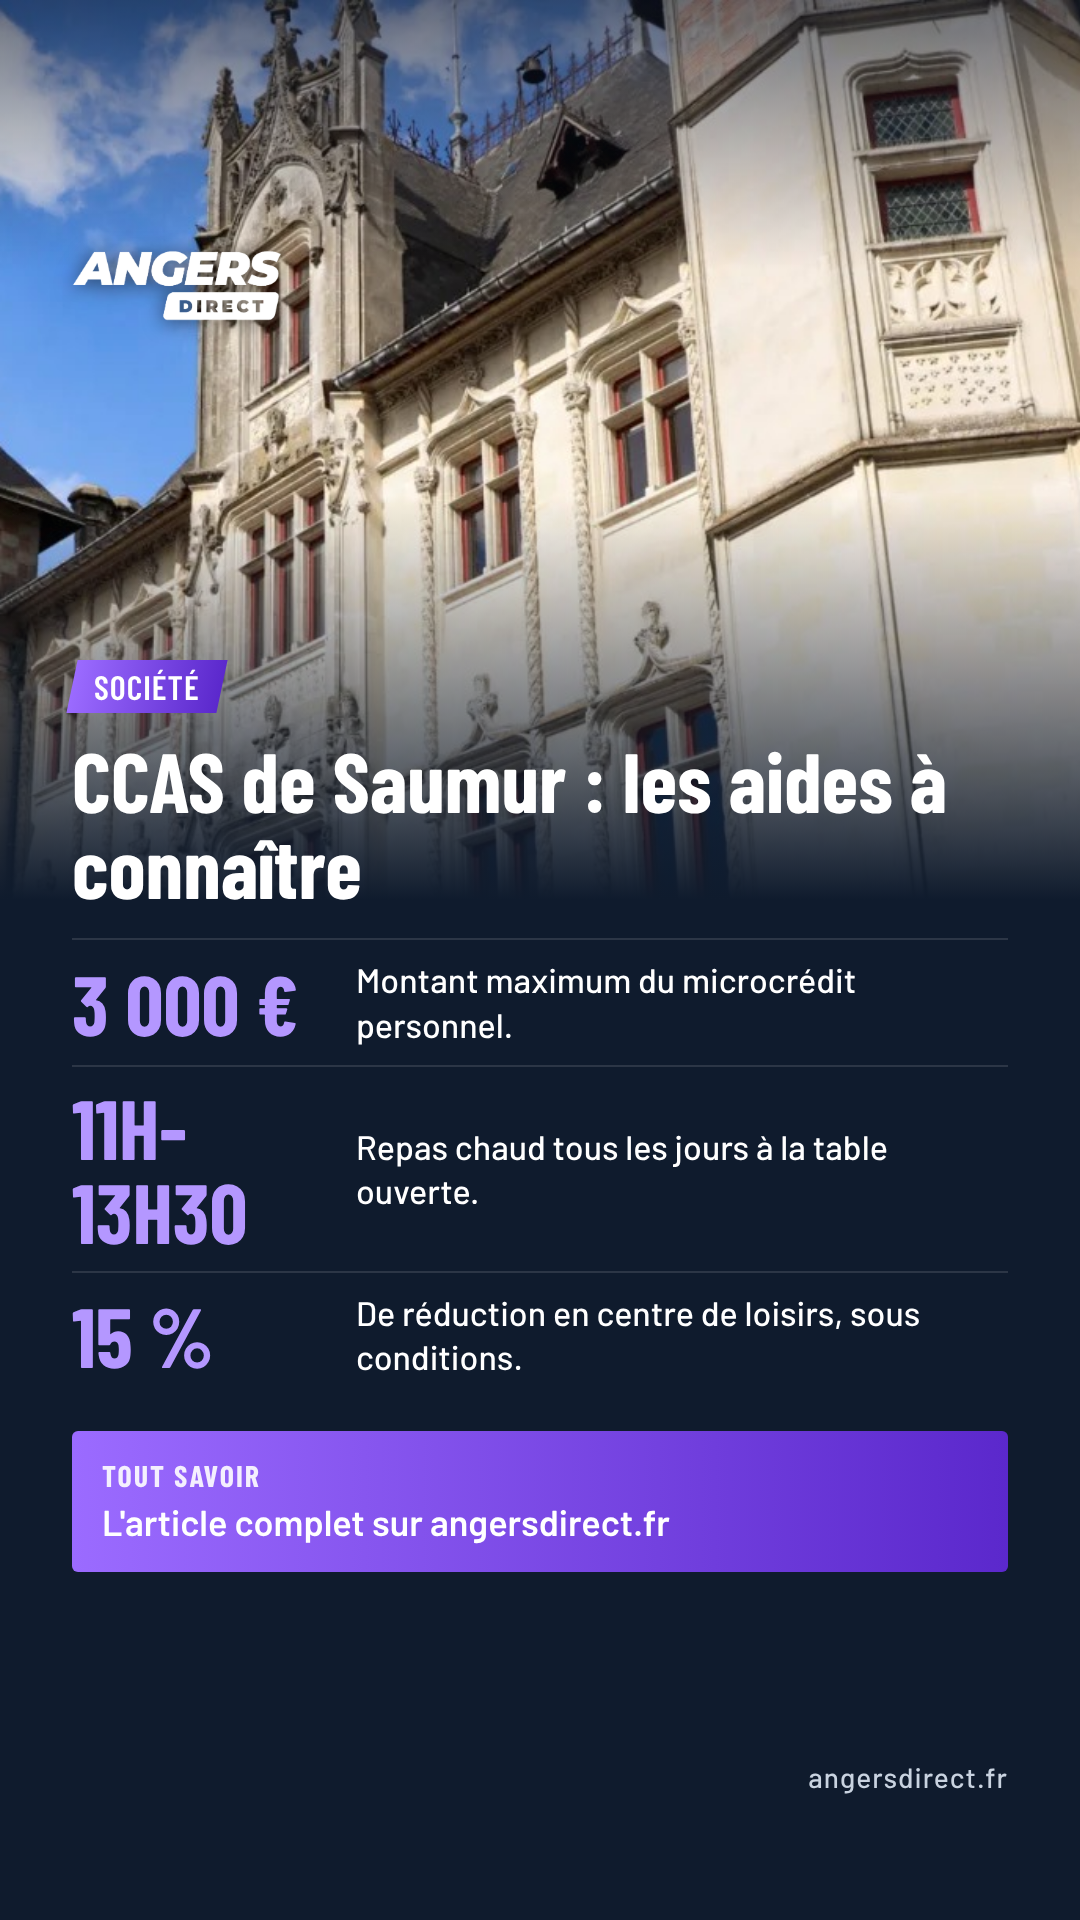 ANGERS
DIRECT
SOCIÉTÉ
CCAS de Saumur : les aides à
connaître
3 000 €
Montant maximum du microcrédit
personnel.
11H-
13H30
Repas chaud tous les jours à la table
ouverte.
15 %
De réduction en centre de loisirs, sous
conditions.
TOUT SAVOIR
L'article complet sur angersdirect.fr
angersdirect.fr